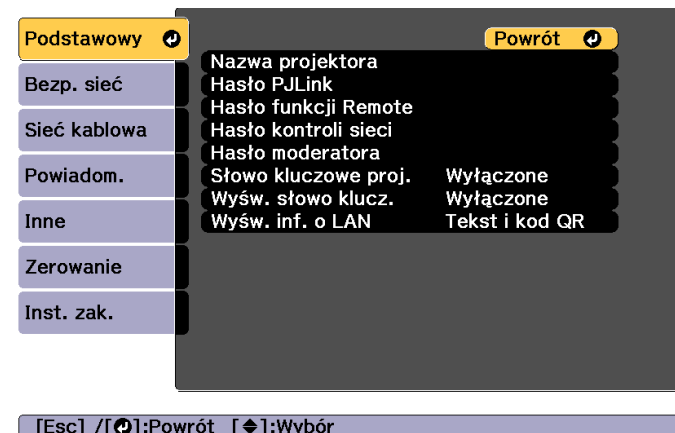 Podstawowy
Powrót
Nazwa projektora
Bezp. sieć
Hasło PJLink
Hasło funkcji Remote
Sieć kablowa
Hasło kontroli sieci
Hasło moderatora
Powiadom.
Słowo kluczowe proj. Wyłączone
Wyśw. słowo klucz. Wyłączone
Inne
Wyśw. inf. o LAN Tekst i kod QR
Zerowanie
Inst. zak.
[Esc] /[⏎]:Powrót [◆]:Wybór